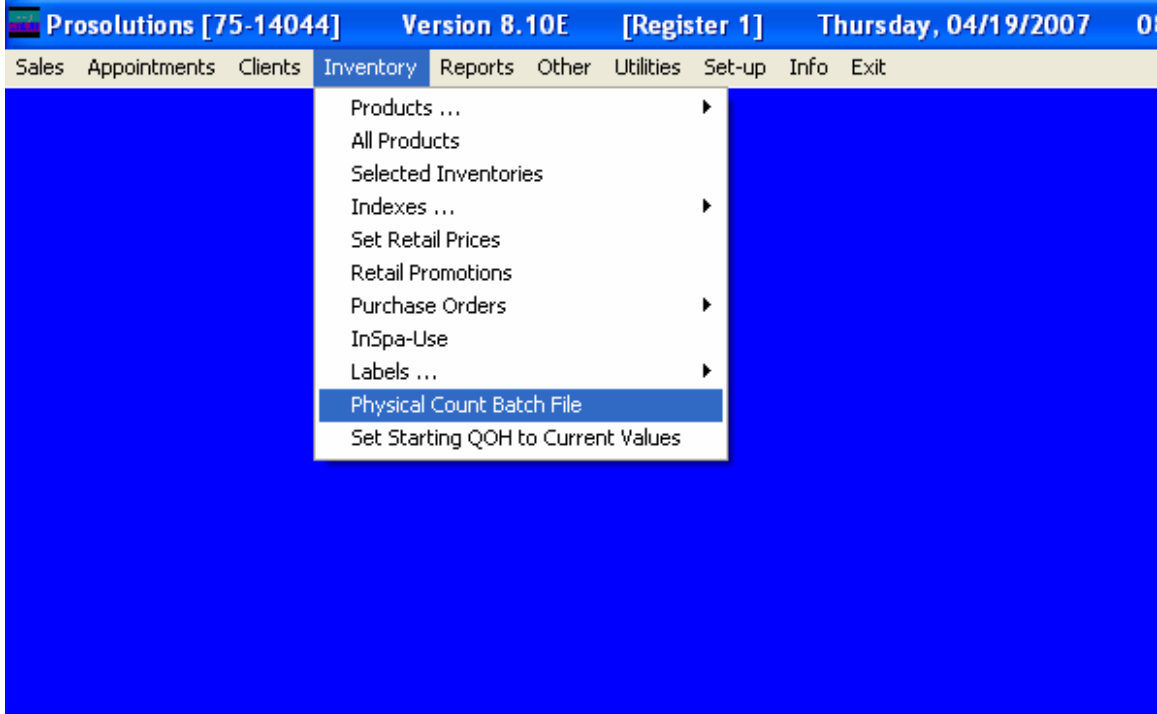 Prosolutions [75-14044] Version 8.10E [Register 1] Thursday, 04/19/2007 08
Sales Appointments Clients Inventory Reports Other Utilities Set-up Info Exit
Products ...
All Products
Selected Inventories
Indexes ...
Set Retail Prices
Retail Promotions
Purchase Orders
InSpa-Use
Labels ...
Physical Count Batch File
Set Starting QOH to Current Values